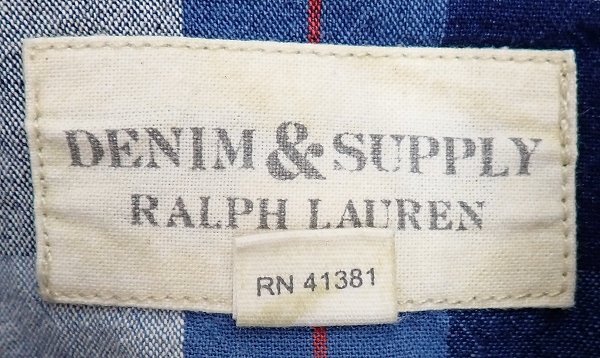 DENIM & SUPPLY
RALPH LAUREN
RN 41381